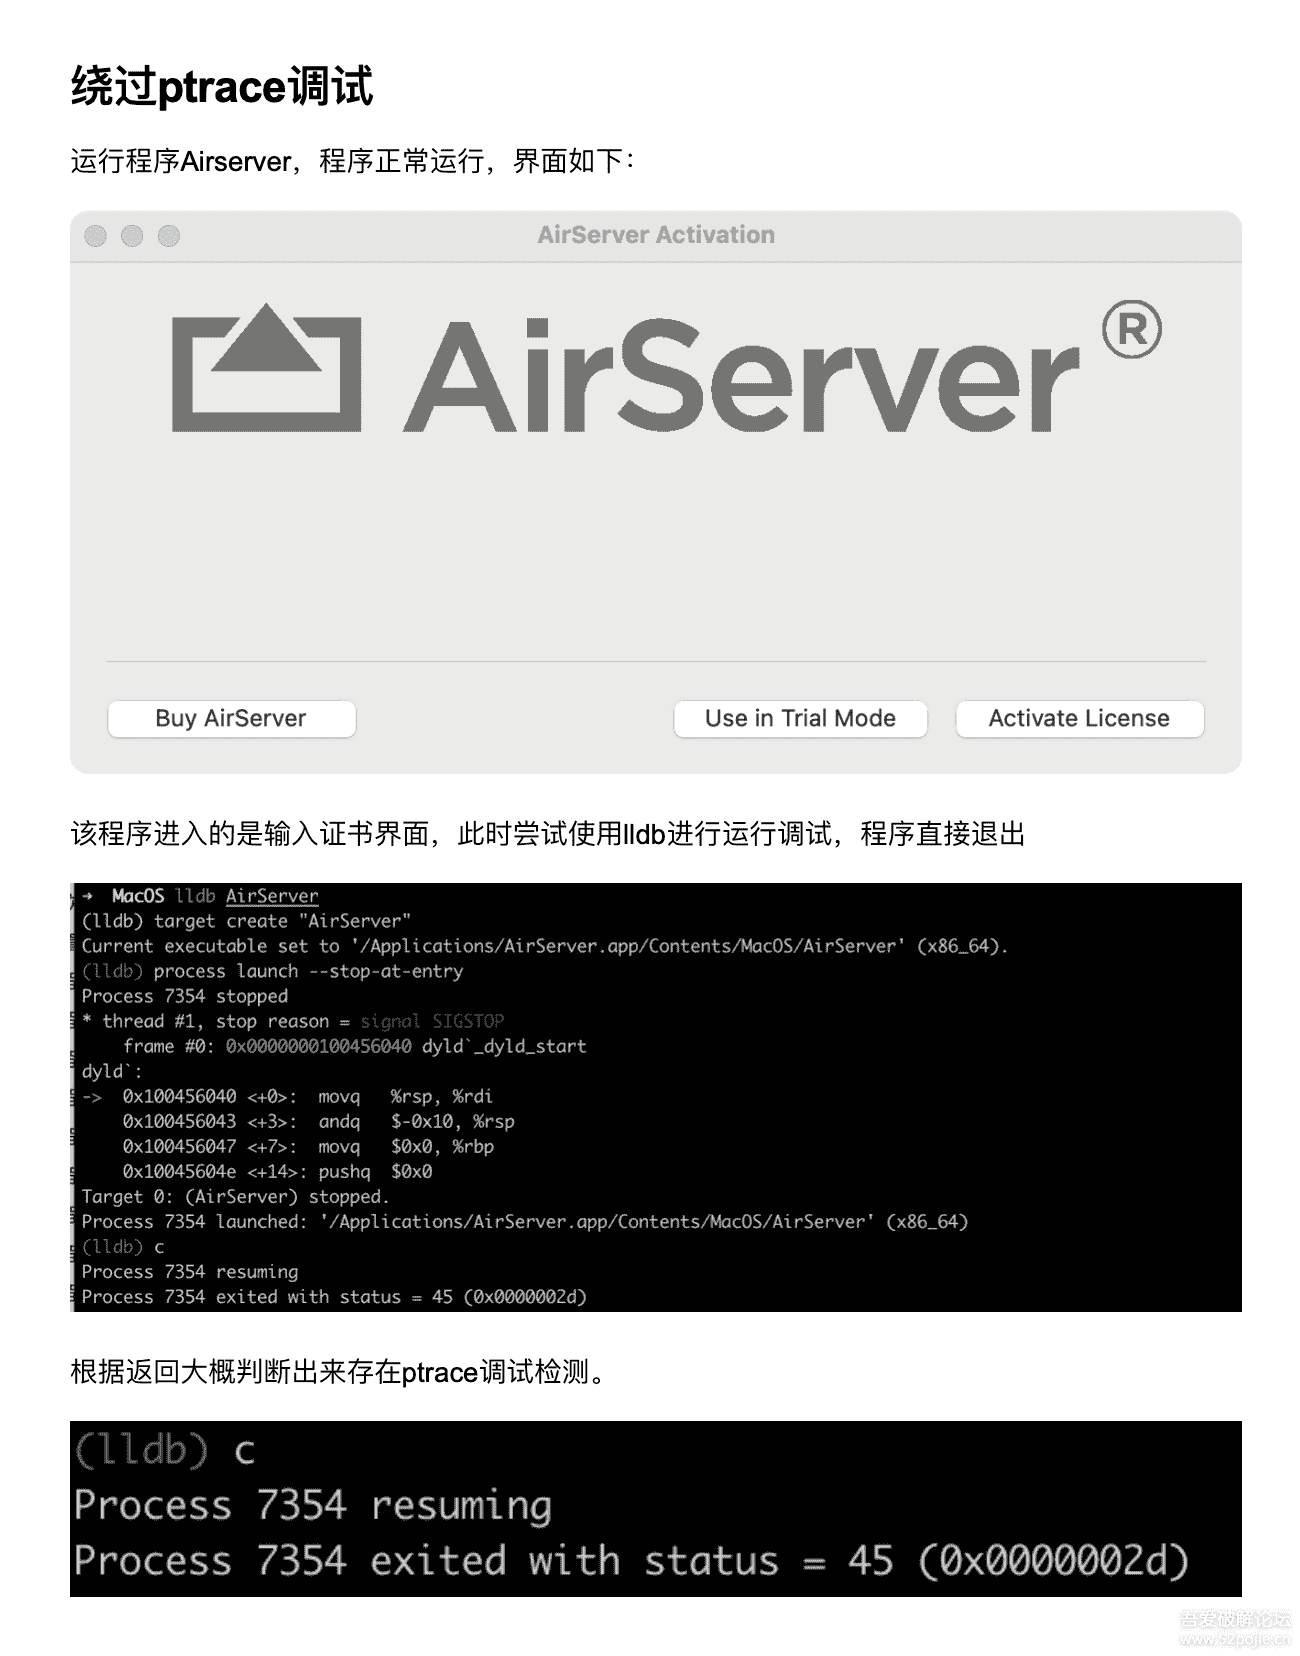 绕过ptrace调试
运行程序Airserver，程序正常运行，界面如下：
AirServer Activation
AirServer®
Buy AirServer
Use in Trial Mode
Activate License
该程序进入的是输入证书界面，此时尝试使用lldb进行运行调试，程序直接退出
➜ MacOS lldb AirServer
(lldb) target create "AirServer"
Current executable set to '/Applications/AirServer.app/Contents/MacOS/AirServer' (x86_64).
(lldb) process launch --stop-at-entry
Process 7354 stopped
* thread #1, stop reason = signal SIGSTOP
frame #0: 0x0000000100456040 dyld`_dyld_start
dyld`:
-> 0x100456040 <+0>: movq %rsp, %rdi
0x100456043 <+3>: andq $-0x10, %rsp
0x100456047 <+7>: movq $0x0, %rbp
0x10045604e <+14>: pushq $0x0
Target 0: (AirServer) stopped.
Process 7354 launched: '/Applications/AirServer.app/Contents/MacOS/AirServer' (x86_64)
(lldb) c
Process 7354 resuming
Process 7354 exited with status = 45 (0x0000002d)
根据返回大概判断出来存在ptrace调试检测。
(lldb) c
Process 7354 resuming
Process 7354 exited with status = 45 (0x0000002d)
吾爱破解论坛
www.52pojie.cn